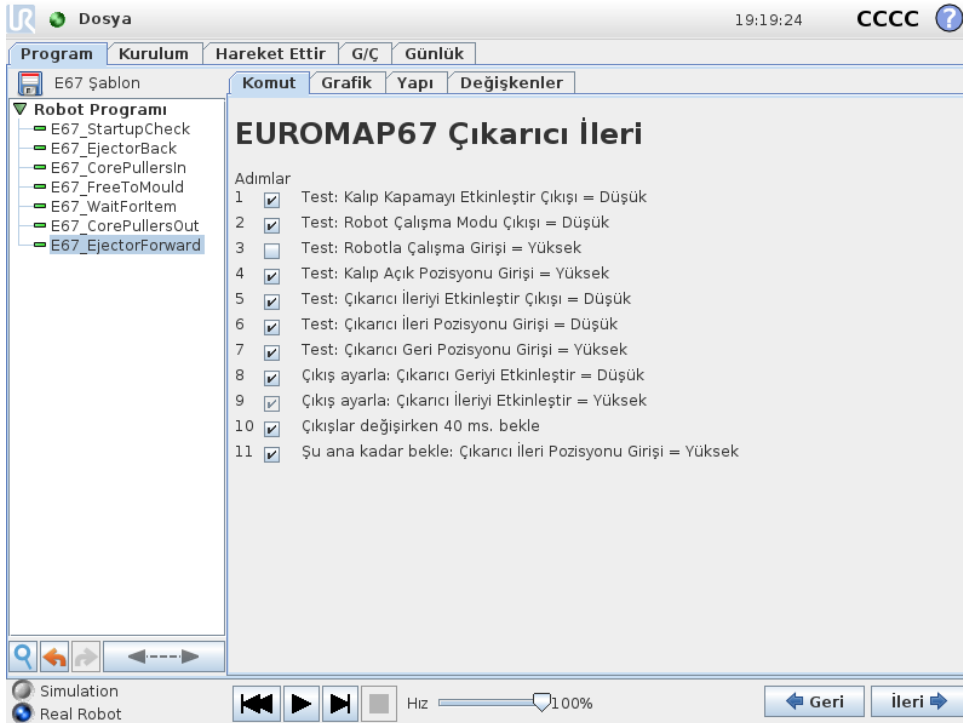 UR Dosya 19:19:24 CCCC ?
Program Kurulum Hareket Ettir G/Ç Günlük
E67 Şablon
Komut Grafik Yapı Değişkenler
Robot Programı
E67_StartupCheck
E67_EjectorBack
E67_CorePullersIn
E67_FreeToMould
E67_WaitForItem
E67_CorePullersOut
E67_EjectorForward
EUROMAP67 Çıkarıcı İleri
Adımlar
1 Test: Kalıp Kapamayı Etkinleştir Çıkışı = Düşük
2 Test: Robot Çalışma Modu Çıkışı = Düşük
3 Test: Robotla Çalışma Girişi = Yüksek
4 Test: Kalıp Açık Pozisyonu Girişi = Yüksek
5 Test: Çıkarıcı İleriyi Etkinleştir Çıkışı = Düşük
6 Test: Çıkarıcı İleri Pozisyonu Girişi = Düşük
7 Test: Çıkarıcı Geri Pozisyonu Girişi = Yüksek
8 Çıkış ayarla: Çıkarıcı Geriyi Etkinleştir = Düşük
9 Çıkış ayarla: Çıkarıcı İleriyi Etkinleştir = Yüksek
10 Çıkışlar değişirken 40 ms. bekle
11 Şu ana kadar bekle: Çıkarıcı İleri Pozisyonu Girişi = Yüksek
Simulation
Real Robot
Hız 100%
Geri İleri